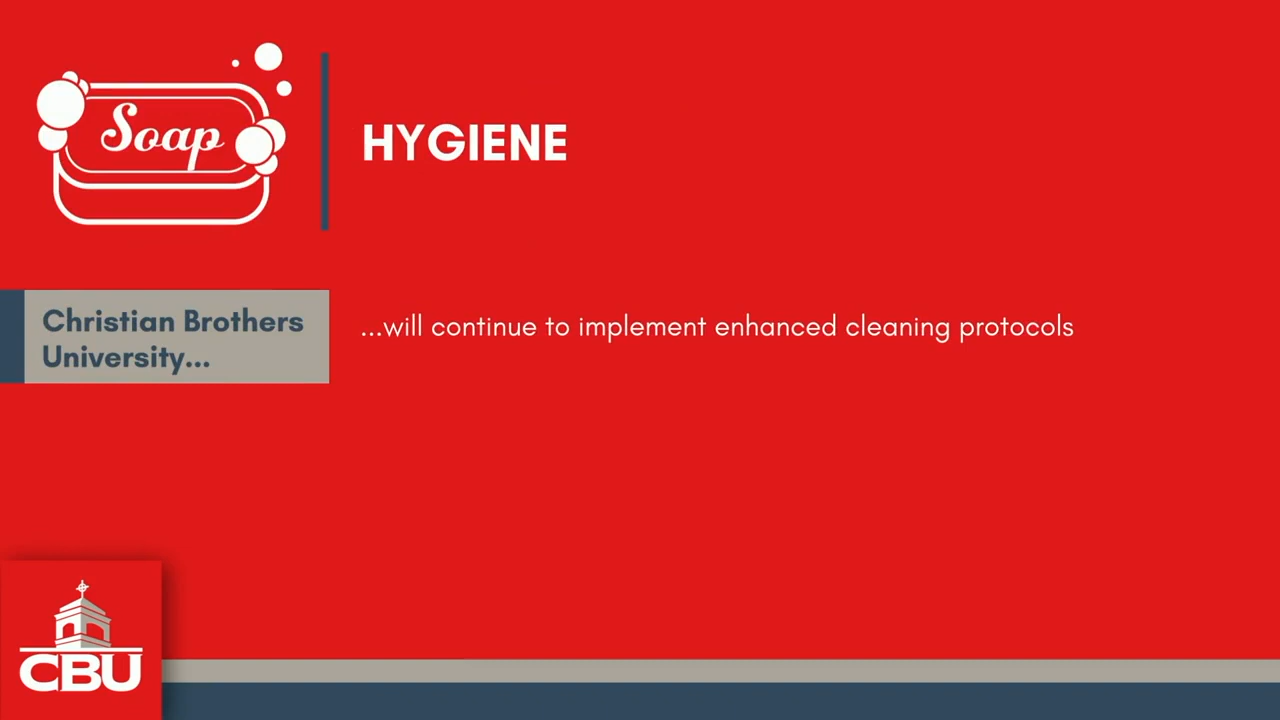 Soap
HYGIENE
Christian Brothers
University...
...will continue to implement enhanced cleaning protocols
CBU